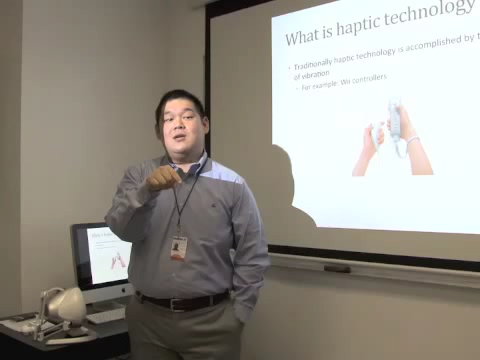 What is haptic technology
• Traditionally haptic technology is accomplished by t
of vibration
◦ For example: Wii controllers